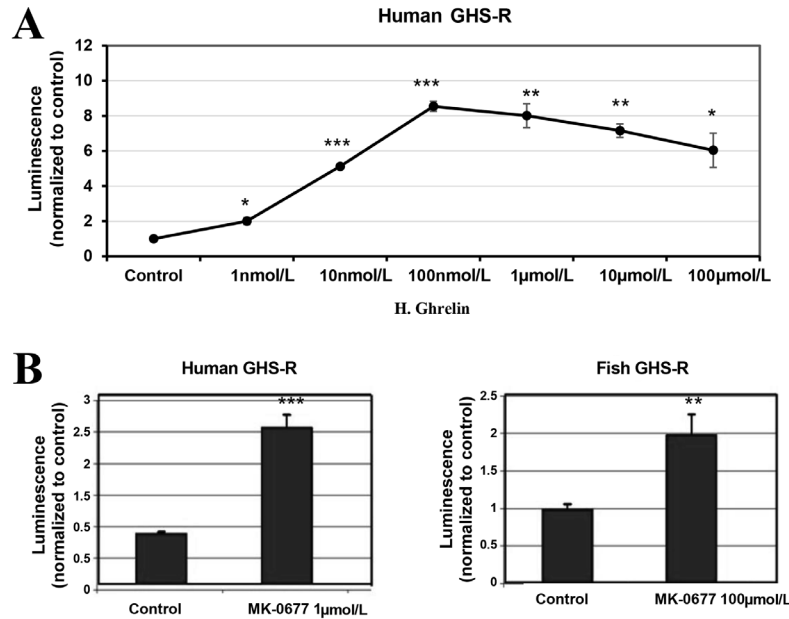 A
Human GHS-R
Luminescence
(normalized to control)
12
10
8
6
4
2
0
*
***
***
**
**
*
Control 1nmol/L 10nmol/L 100nmol/L 1μmol/L 10μmol/L 100μmol/L
H. Ghrelin
B
Human GHS-R
Luminescence
(normalized to control)
3
2.5
2
1.5
0.5
0.5
0
***
Control MK-0677 1μmol/L
Fish GHS-R
Luminescence
(normalized to control)
2.5
2
1.5
1
0.5
0
**
Control MK-0677 100μmol/L